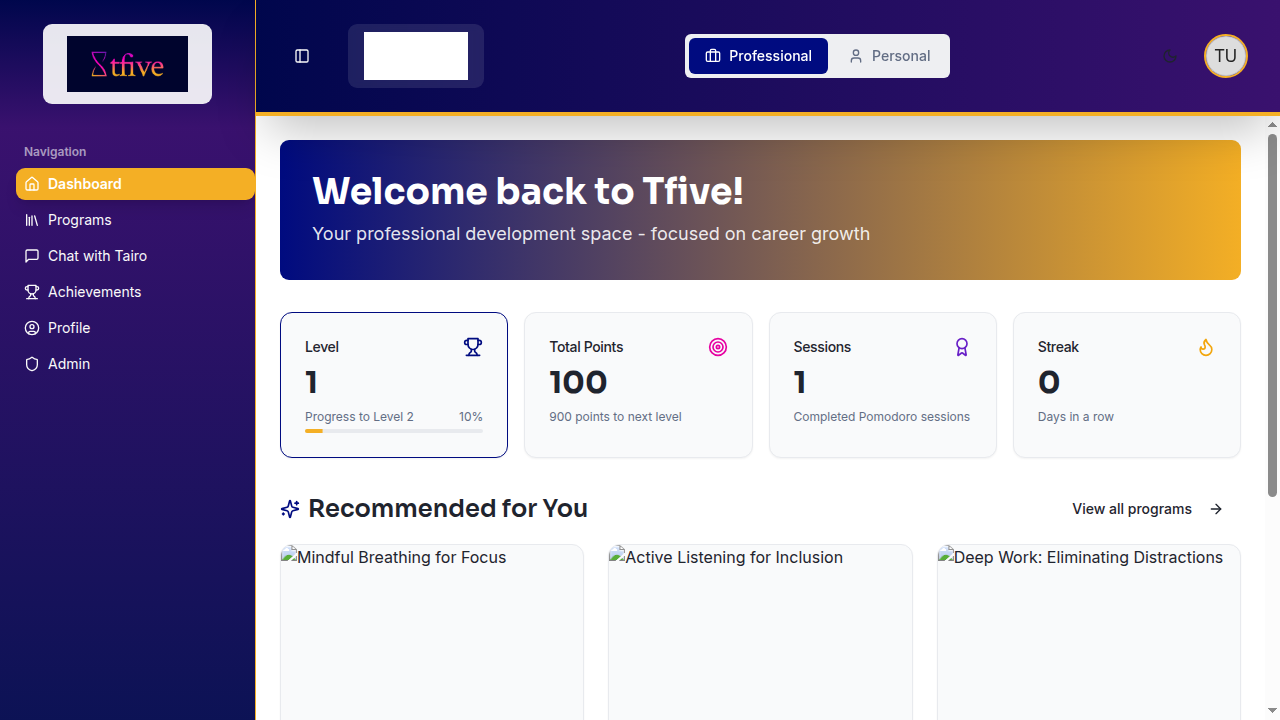 tfive
Professional
Personal
TU
Navigation
Dashboard
Programs
Chat with Tairo
Achievements
Profile
Admin
Welcome back to Tfive!
Your professional development space - focused on career growth
Level
1
Progress to Level 2
10%
Total Points
100
900 points to next level
Sessions
1
Completed Pomodoro sessions
Streak
0
Days in a row
Recommended for You
View all programs
Mindful Breathing for Focus
Active Listening for Inclusion
Deep Work: Eliminating Distractions